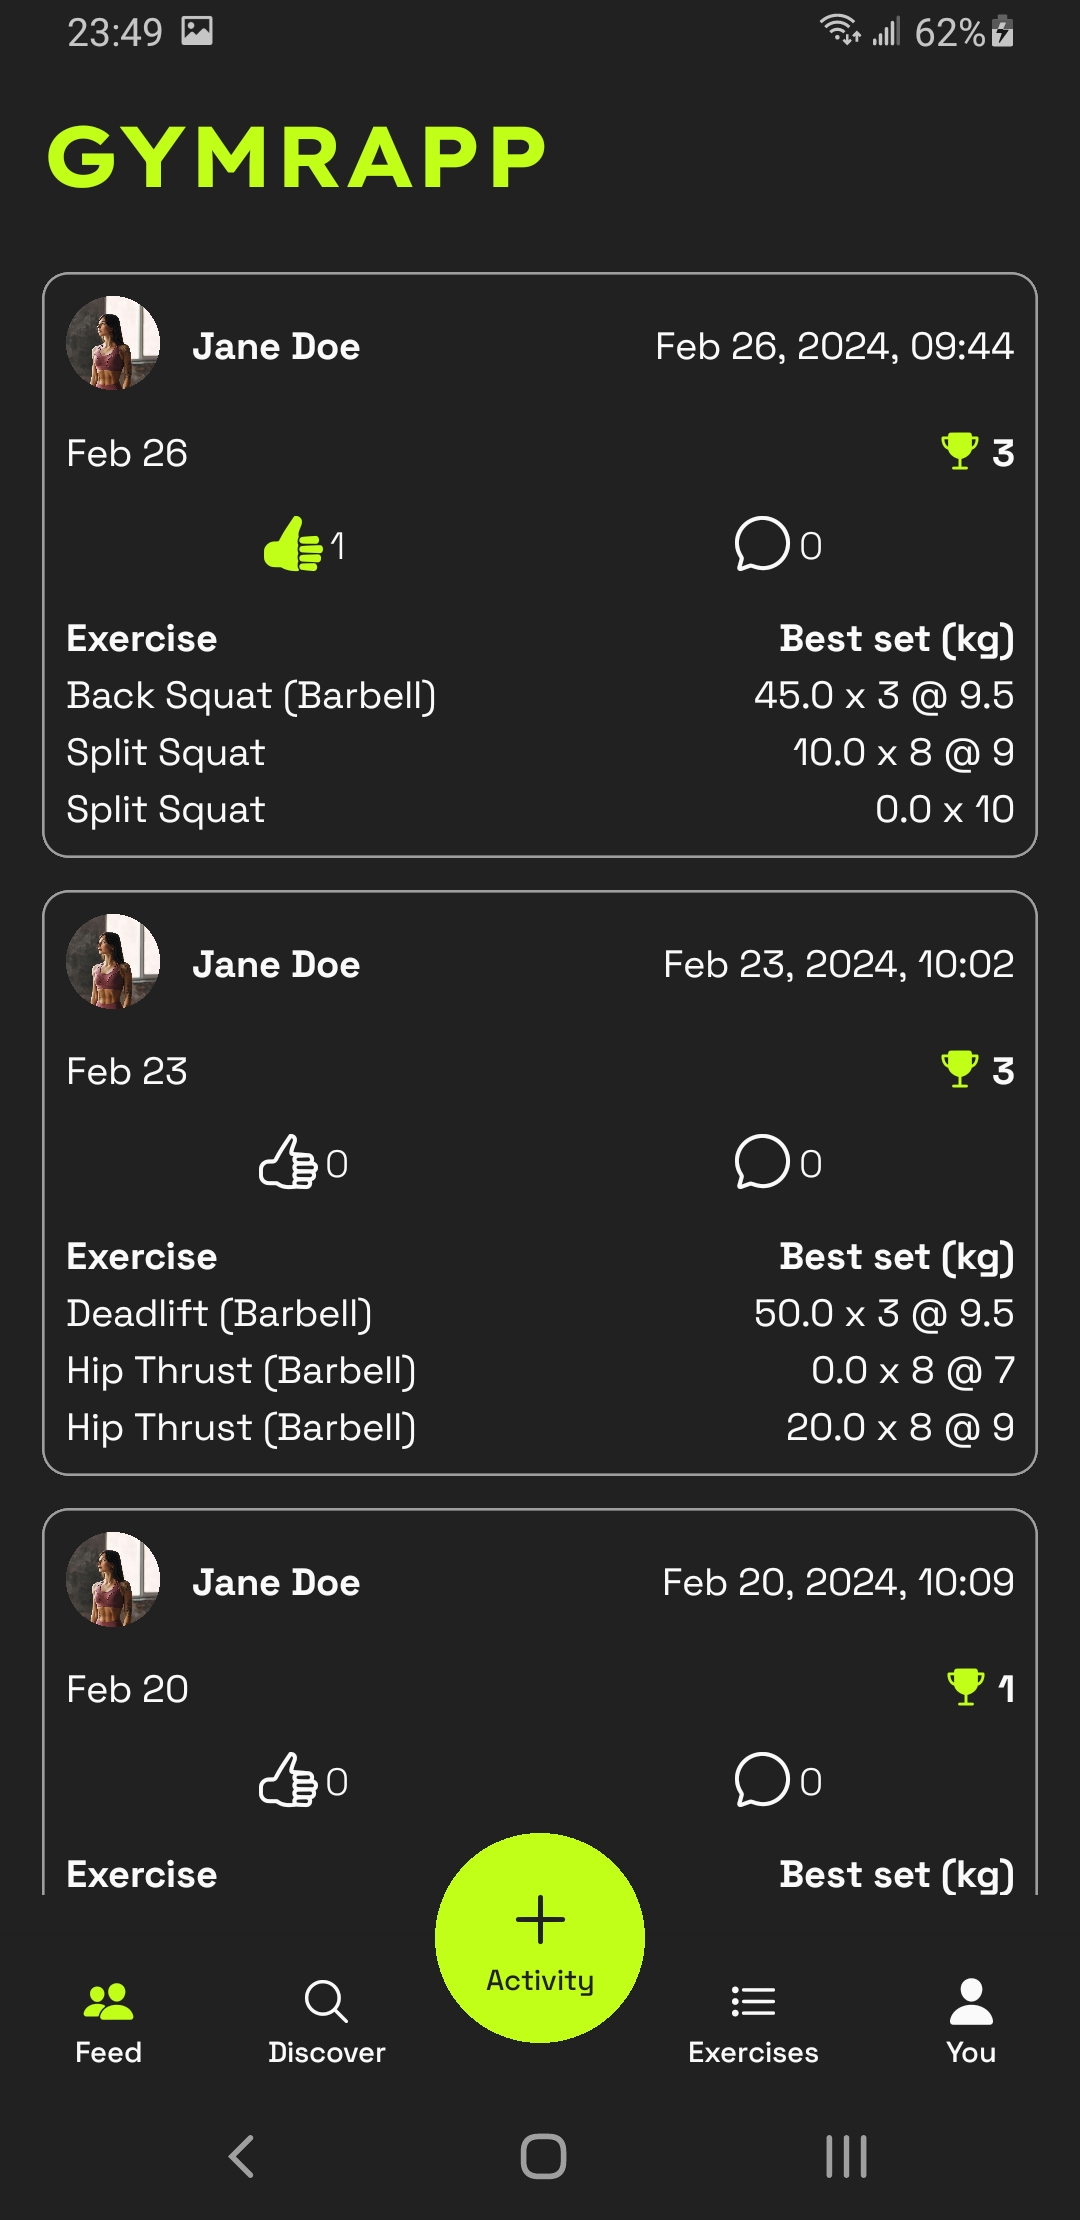 23:49 62%
GYMRAPP
Jane Doe Feb 26, 2024, 09:44
Feb 26 3
1 0
Exercise Best set (kg)
Back Squat (Barbell) 45.0 x 3 @ 9.5
Split Squat 10.0 x 8 @ 9
Split Squat 0.0 x 10
Jane Doe Feb 23, 2024, 10:02
Feb 23 3
0 0
Exercise Best set (kg)
Deadlift (Barbell) 50.0 x 3 @ 9.5
Hip Thrust (Barbell) 0.0 x 8 @ 7
Hip Thrust (Barbell) 20.0 x 8 @ 9
Jane Doe Feb 20, 2024, 10:09
Feb 20 1
0 0
Exercise Best set (kg)
Activity
Feed Discover Exercises You